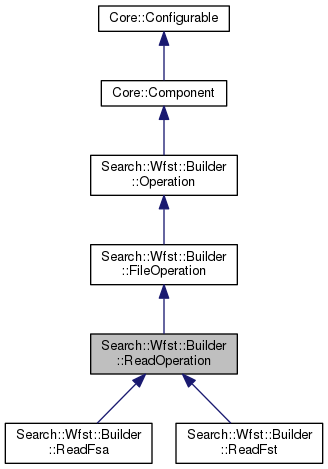 Core::Configurable
Core::Component
Search::Wfst::Builder
::Operation
Search::Wfst::Builder
::FileOperation
Search::Wfst::Builder
::ReadOperation
Search::Wfst::Builder
::ReadFsa
Search::Wfst::Builder
::ReadFst